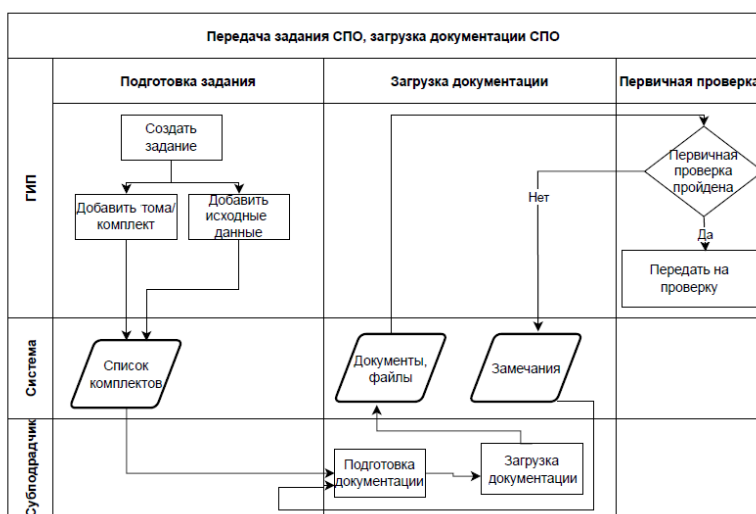 Передача задания СПО, загрузка документации СПО
Подготовка задания
Загрузка документации
Первичная проверка
ГИП
Создать
задание
Добавить тома/
комплект
Добавить
исходные
данные
Первичная
проверка
пройдена
Нет
Да
Передать на
проверку
Система
Список
комплектов
Документы,
файлы
Замечания
Субподрадчик
Подготовка
документации
Загрузка
документации